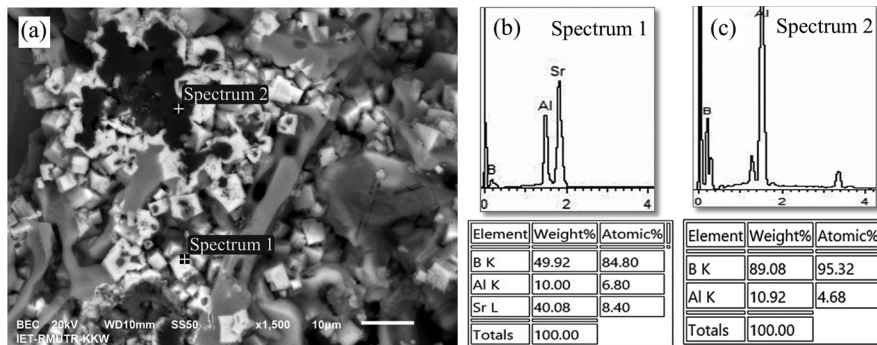 (a)
Spectrum 2
Spectrum 1
BEC 20kV WD10mm SS50 x1,500 10µm
IET-RMUTR-KKW
(b) Spectrum 1
Sr
Al
B
0 2 4
Element Weight% Atomic%
B K 49.92 84.80
Al K 10.00 6.80
Sr L 40.08 8.40
Totals 100.00
(c) Spectrum 2
Al
B
0 2 4
Element Weight% Atomic%
B K 89.08 95.32
Al K 10.92 4.68
Totals 100.00